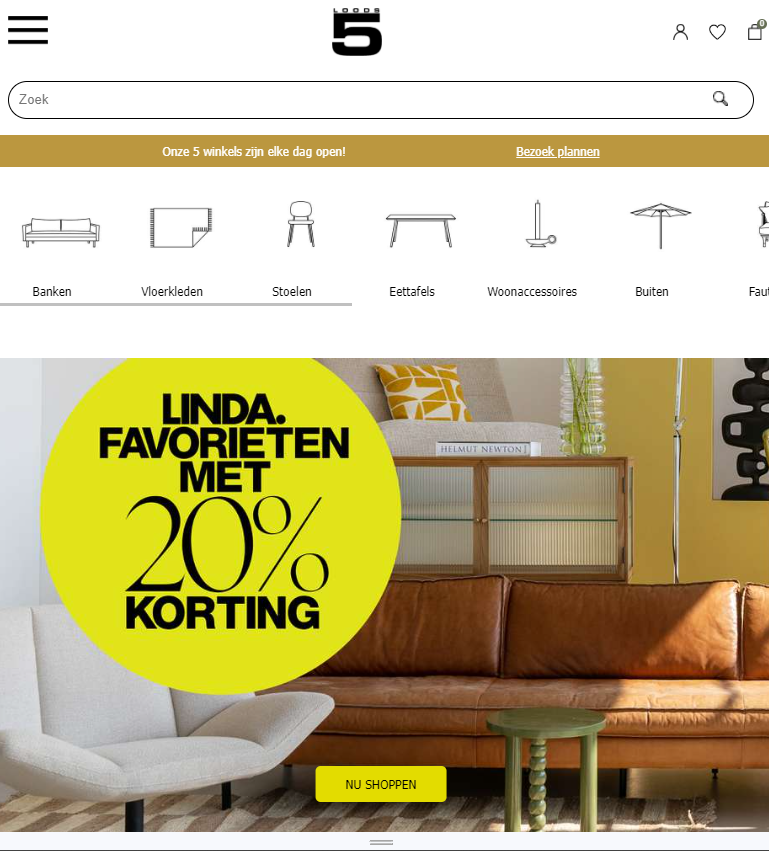 LOODS
5
0
Zoek
Onze 5 winkels zijn elke dag open!
Bezoek plannen
Banken
Vloerkleden
Stoelen
Eettafels
Woonaccessoires
Buiten
Faut
LINDA.
FAVORIETEN
MET
20%
KORTING
HELMUT NEWTON
NU SHOPPEN